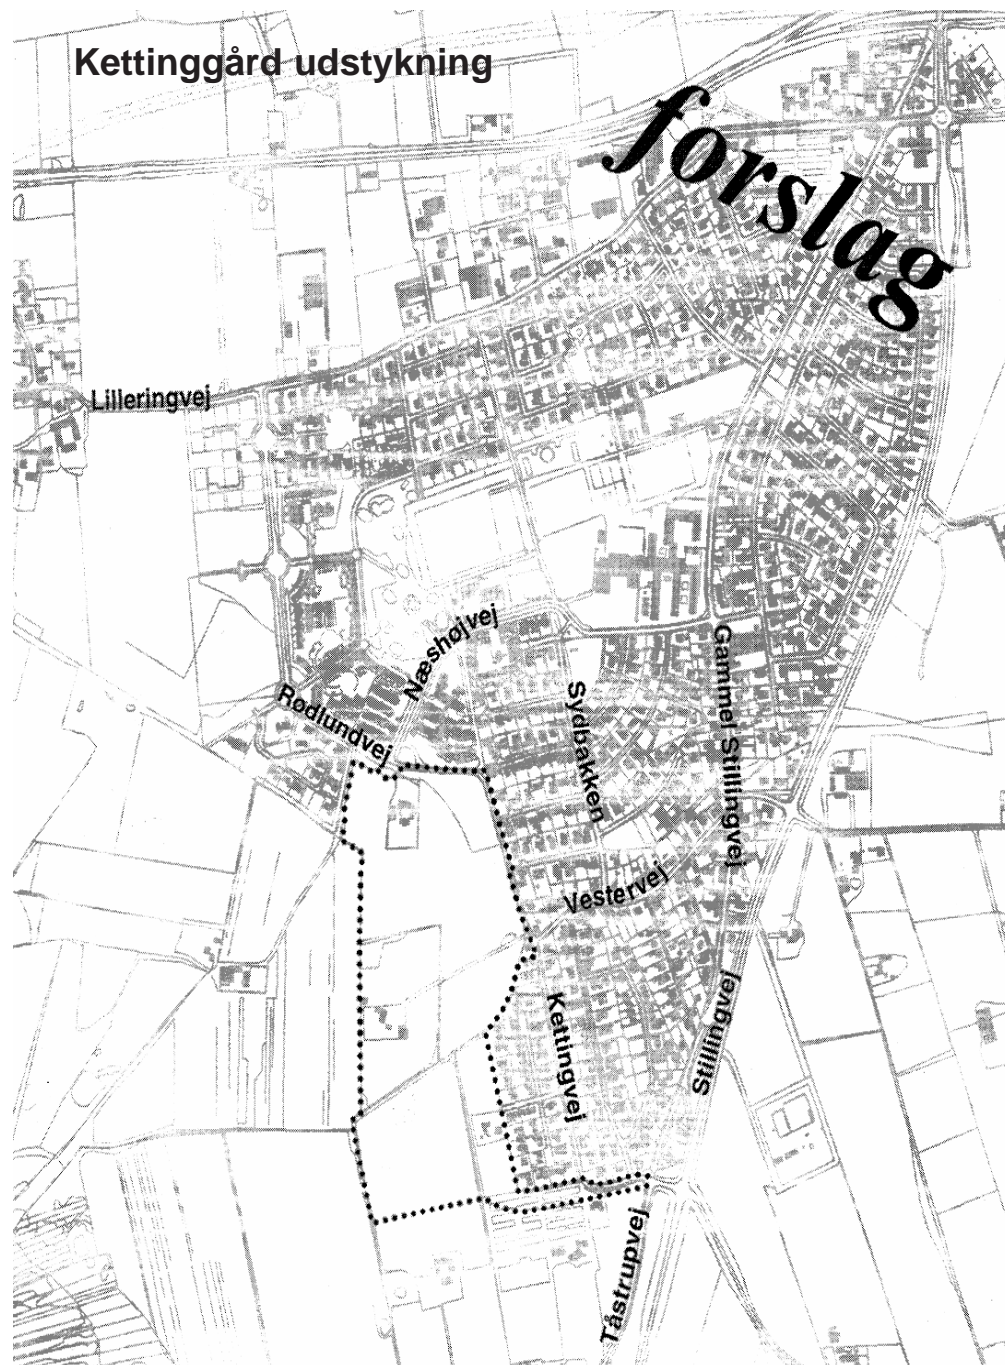 Kettinggård udstykning
forslag
Lilleringvej
Næshøjvej
Rødlundvej
Sydbakken
Gammel Stillingvej
Vestervej
Kettingvej
Stillingvej
Tåstrupvej